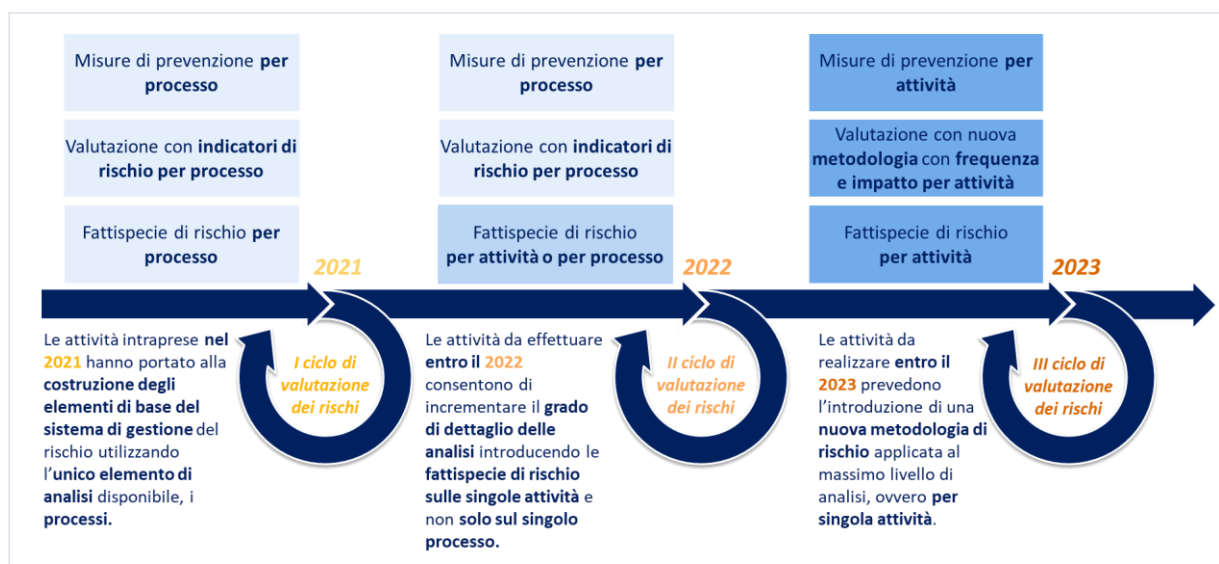 Misure di prevenzione per
processo
Valutazione con indicatori di
rischio per processo
Fattispecie di rischio per
processo
2021
Misure di prevenzione per
processo
Valutazione con indicatori di
rischio per processo
Fattispecie di rischio
per attività o per processo
2022
Misure di prevenzione per
attività
Valutazione con nuova
metodologia con frequenza
e impatto per attività
Fattispecie di rischio
per attività
2023
Le attività intraprese nel
2021 hanno portato alla
costruzione degli
elementi di base del
sistema di gestione del
rischio utilizzando
l'unico elemento di
analisi disponibile, i
processi.
I ciclo di
valutazione
dei rischi
Le attività da effettuare
entro il 2022
consentono di
incrementare il grado
di dettaglio delle
analisi introducendo le
fattispecie di rischio
sulle singole attività e
non solo sul singolo
processo.
II ciclo di
valutazione
dei rischi
Le attività da
realizzare entro il
2023 prevedono
l'introduzione di una
nuova metodologia di
rischio applicata al
massimo livello di
analisi, ovvero per
singola attività.
III ciclo di
valutazione
dei rischi